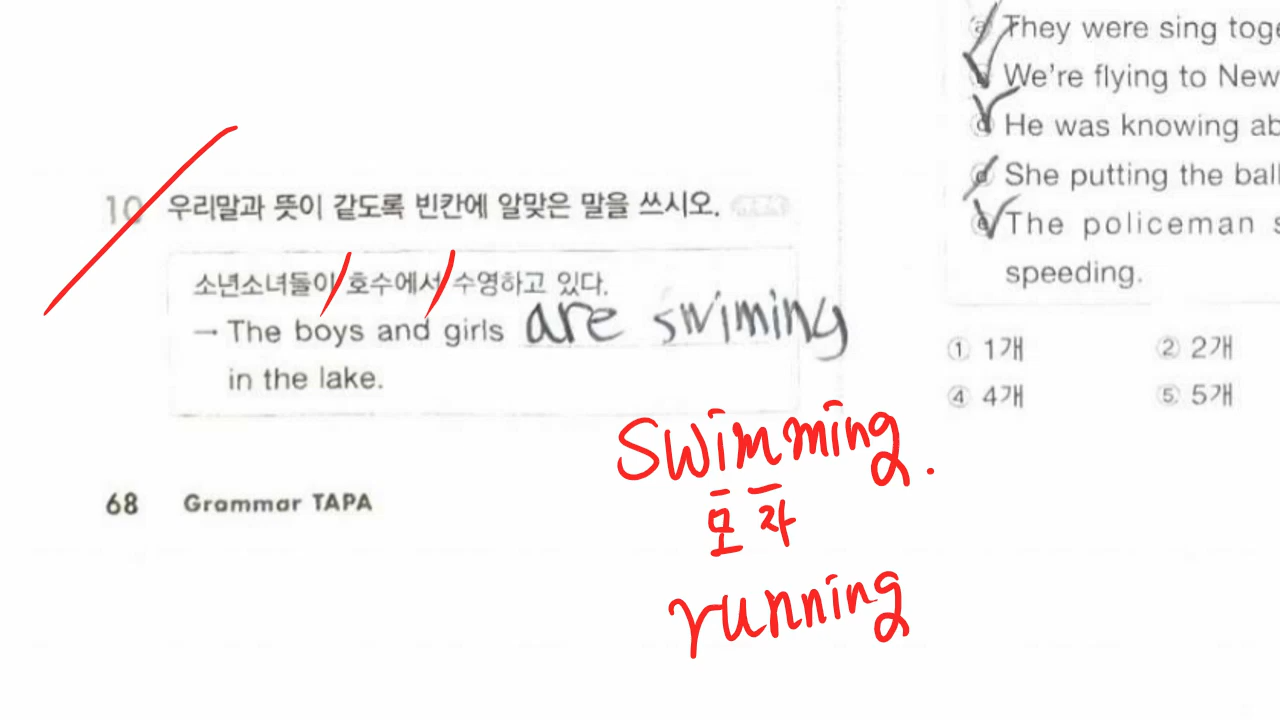 10 우리말과 뜻이 같도록 빈칸에 알맞은 말을 쓰시오.
소년소녀들이 호수에서 수영하고 있다.
→ The boys and girls are swiming
in the lake.
swimming.
모 자
running
68 Grammar TAPA
ⓐ They were sing
ⓑ We're flying to New
ⓒ He was knowing
ⓓ She putting the ball
ⓔ The policeman
speeding.
① 1개 ② 2개
④ 4개 ⑤ 5개